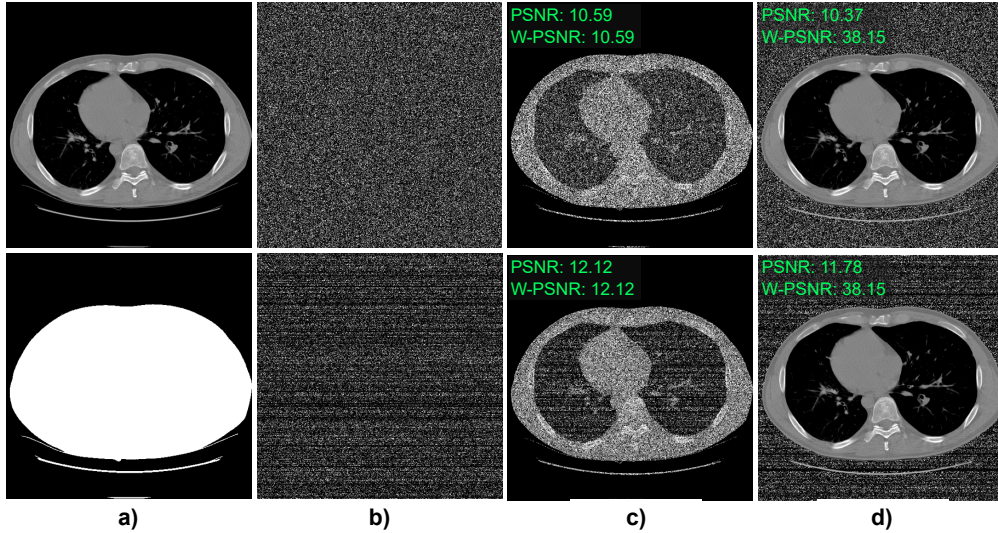 PSNR: 10.59
W-PSNR: 10.59
PSNR: 10.37
W-PSNR: 38.15
PSNR: 12.12
W-PSNR: 12.12
PSNR: 11.78
W-PSNR: 38.15
a)
b)
c)
d)